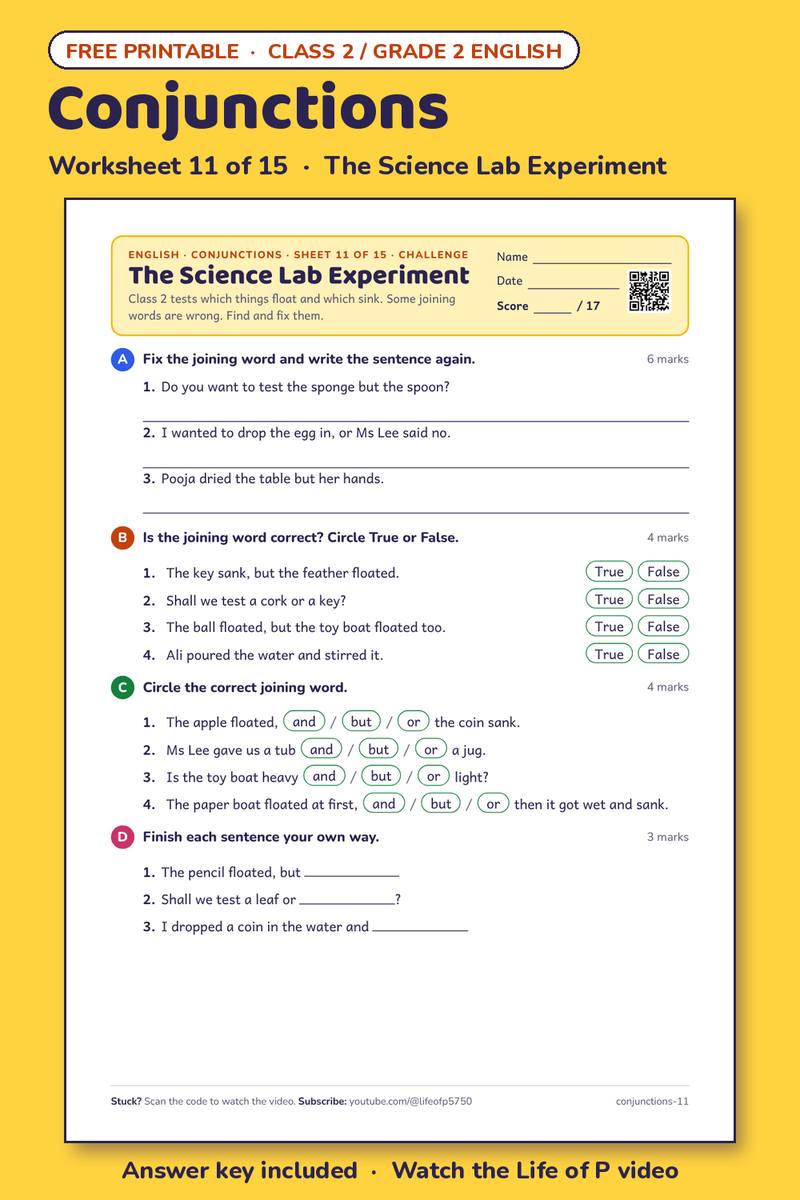 FREE PRINTABLE · CLASS 2 / GRADE 2 ENGLISH
Conjunctions
Worksheet 11 of 15 · The Science Lab Experiment
ENGLISH · CONJUNCTIONS · SHEET 11 OF 15 · CHALLENGE
The Science Lab Experiment
Class 2 tests which things float and which sink. Some joining
words are wrong. Find and fix them.
Name
Date
Score / 17
A Fix the joining word and write the sentence again. 6 marks
1. Do you want to test the sponge but the spoon?
2. I wanted to drop the egg in, or Ms Lee said no.
3. Pooja dried the table but her hands.
B Is the joining word correct? Circle True or False. 4 marks
1. The key sank, but the feather floated. True False
2. Shall we test a cork or a key? True False
3. The ball floated, but the toy boat floated too. True False
4. Ali poured the water and stirred it. True False
C Circle the correct joining word. 4 marks
1. The apple floated, and / but / or the coin sank.
2. Ms Lee gave us a tub and / but / or a jug.
3. Is the toy boat heavy and / but / or light?
4. The paper boat floated at first, and / but / or then it got wet and sank.
D Finish each sentence your own way. 3 marks
1. The pencil floated, but
2. Shall we test a leaf or ?
3. I dropped a coin in the water and
Stuck? Scan the code to watch the video. Subscribe: youtube.com/@lifeofp5750 conjunctions-11
Answer key included · Watch the Life of P video